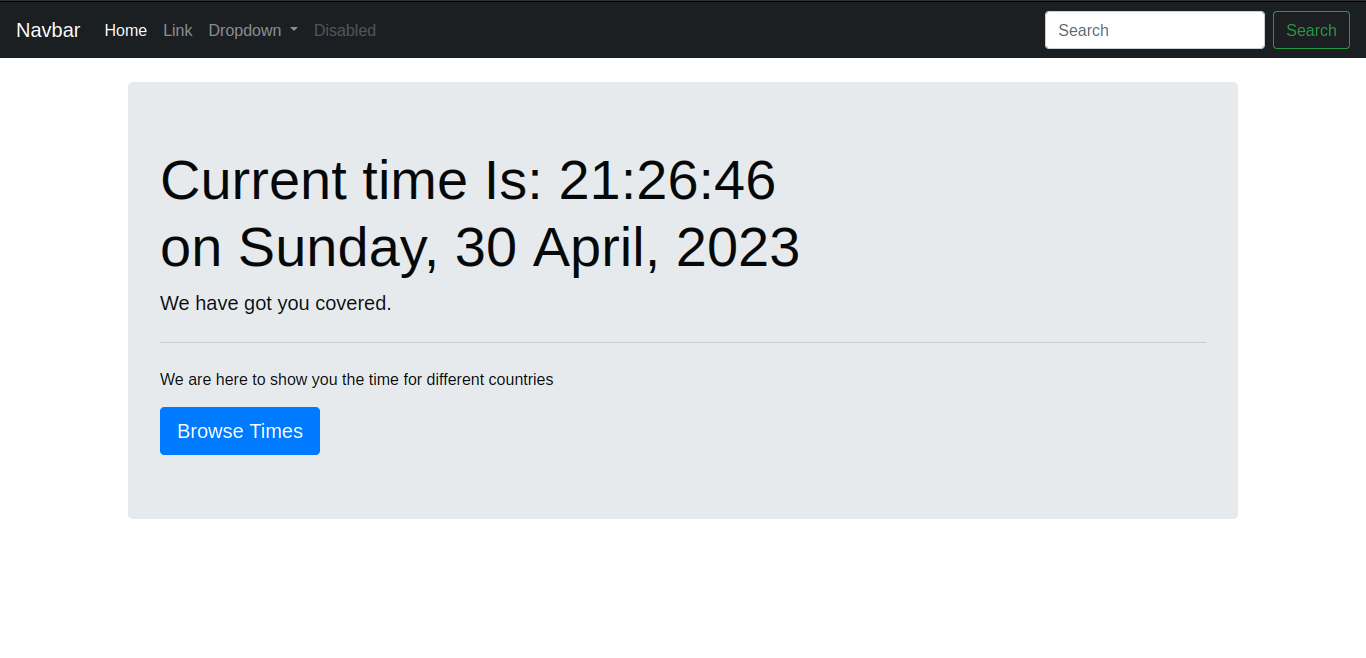 Navbar Home Link Dropdown Disabled Search Search
Current time Is: 21:26:46
on Sunday, 30 April, 2023
We have got you covered.
We are here to show you the time for different countries
Browse Times